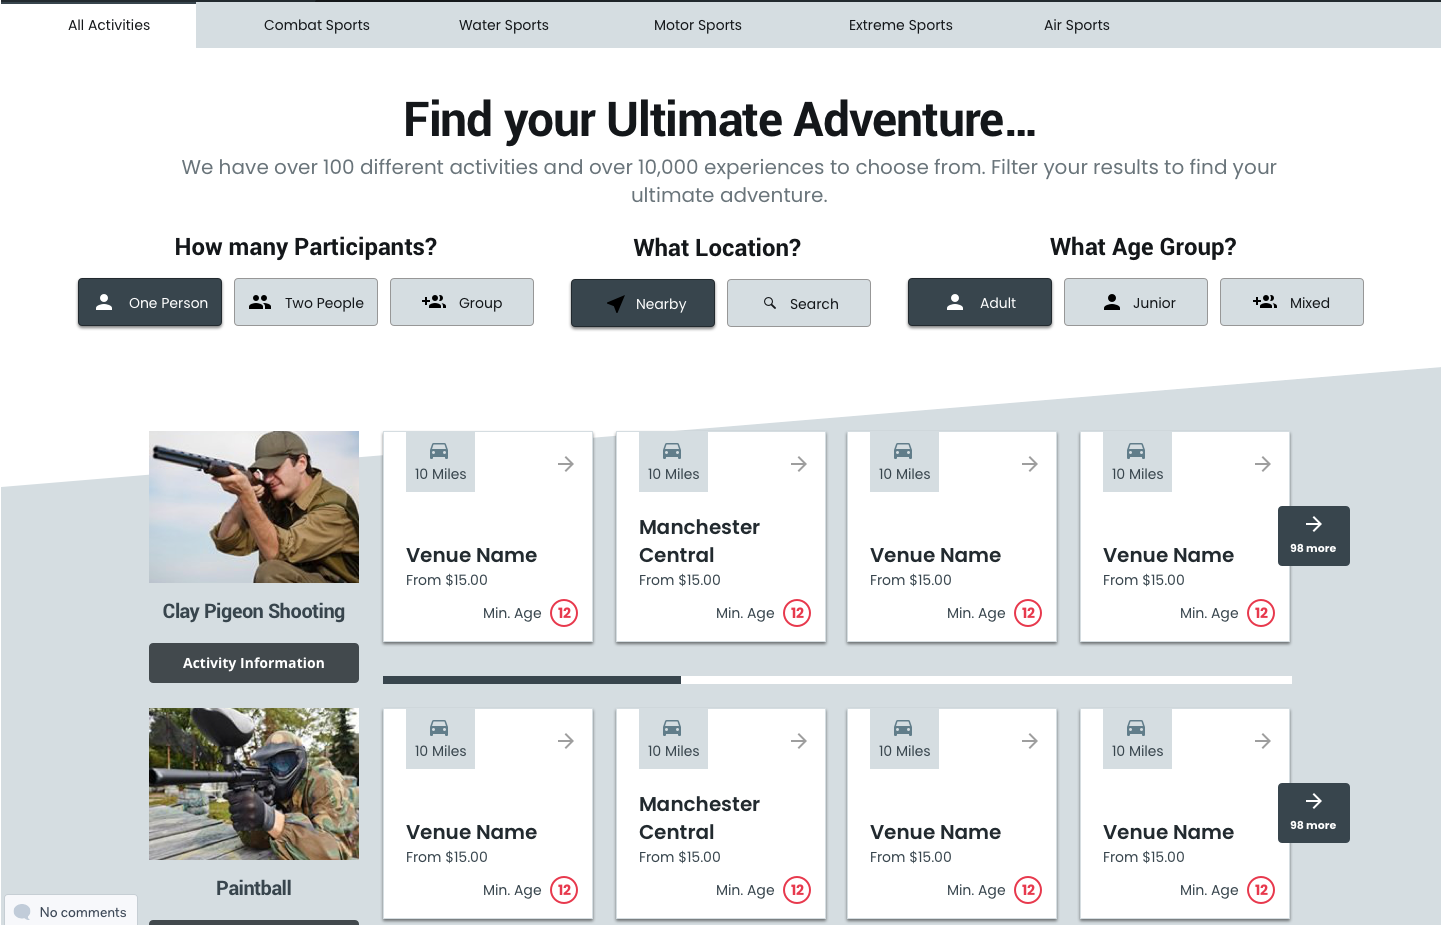 All Activities
Combat Sports
Water Sports
Motor Sports
Extreme Sports
Air Sports
Find your Ultimate Adventure...
We have over 100 different activities and over 10,000 experiences to choose from. Filter your results to find your
ultimate adventure.
How many Participants?
One Person
Two People
Group
What Location?
Nearby
Search
What Age Group?
Adult
Junior
Mixed
Clay Pigeon Shooting
Activity Information
10 Miles
Venue Name
From $15.00
Min. Age 12
10 Miles
Manchester
Central
From $15.00
Min. Age 12
10 Miles
Venue Name
From $15.00
Min. Age 12
10 Miles
Venue Name
From $15.00
Min. Age 12
98 more
Paintball
10 Miles
Venue Name
From $15.00
Min. Age 12
10 Miles
Manchester
Central
From $15.00
Min. Age 12
10 Miles
Venue Name
From $15.00
Min. Age 12
10 Miles
Venue Name
From $15.00
Min. Age 12
98 more
No comments